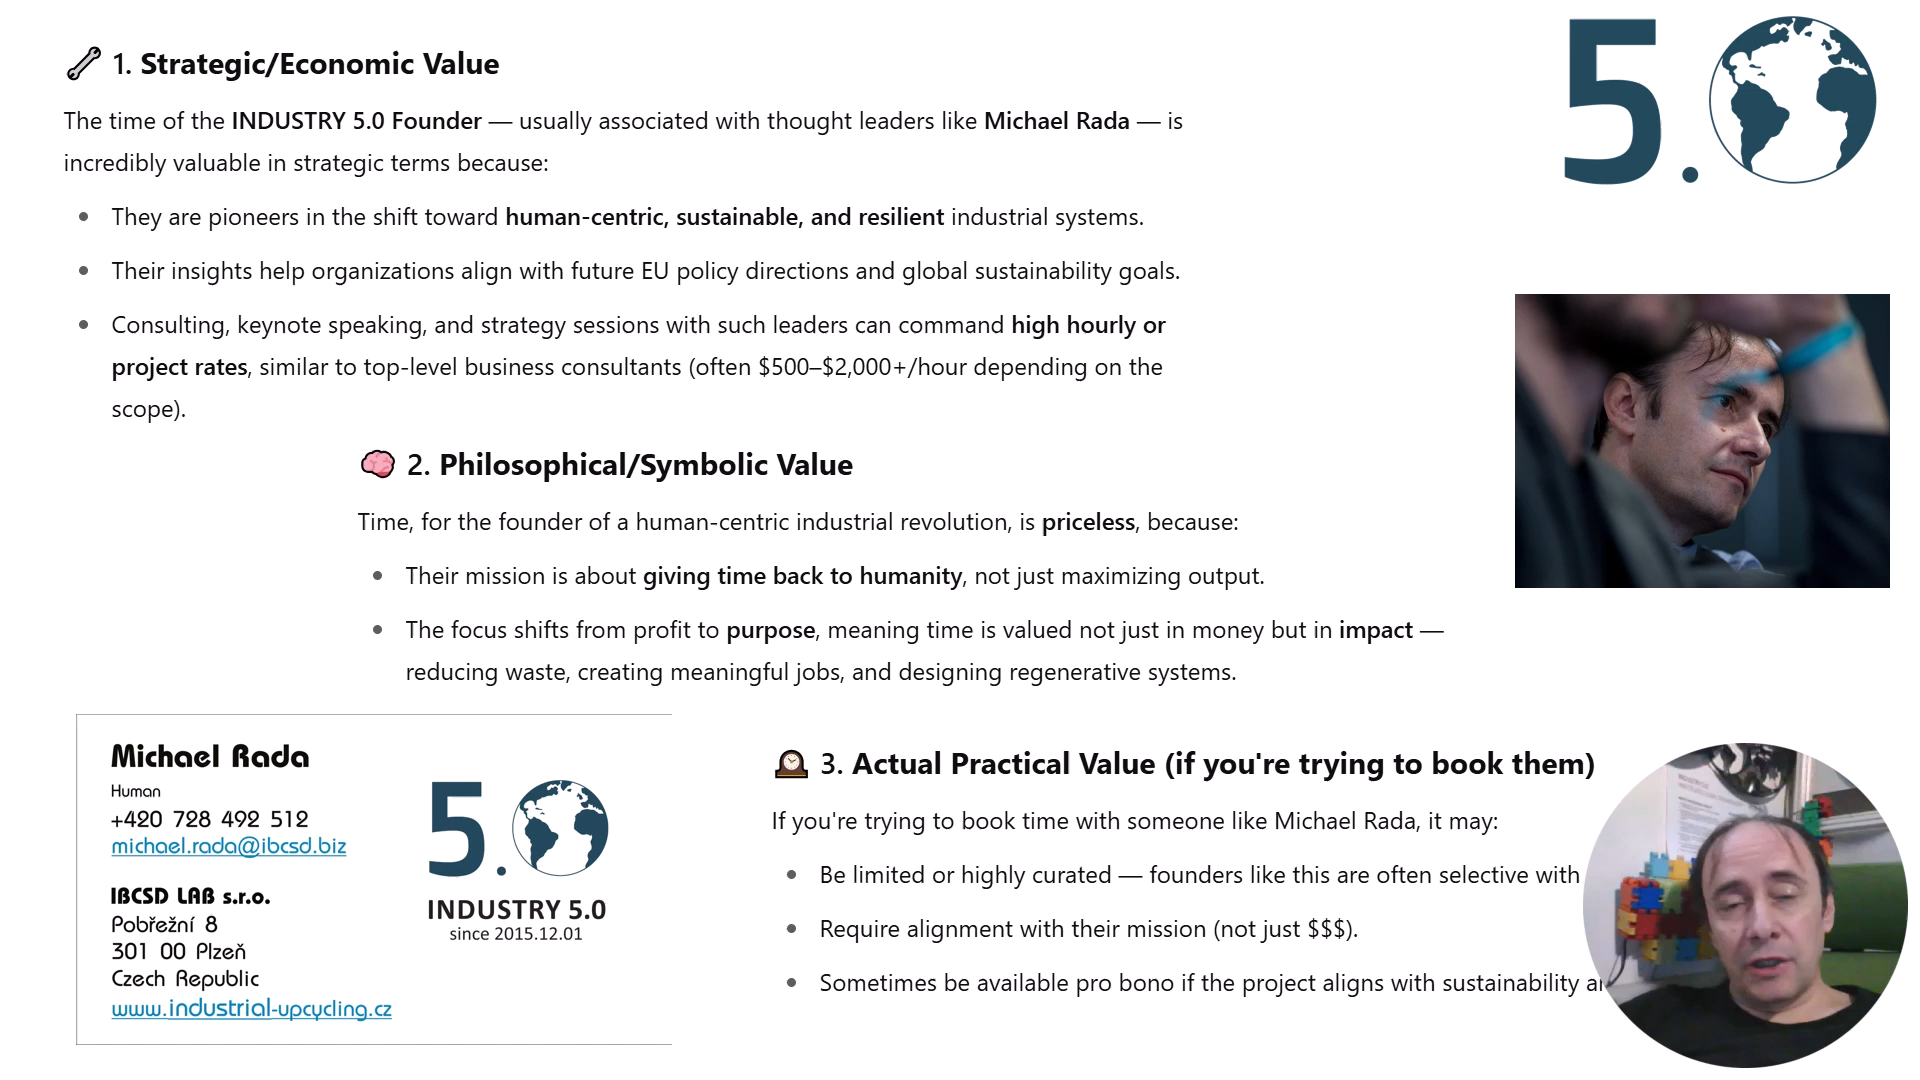 1. Strategic/Economic Value
The time of the INDUSTRY 5.0 Founder — usually associated with thought leaders like Michael Rada — is
incredibly valuable in strategic terms because:
• They are pioneers in the shift toward human-centric, sustainable, and resilient industrial systems.
• Their insights help organizations align with future EU policy directions and global sustainability goals.
• Consulting, keynote speaking, and strategy sessions with such leaders can command high hourly or
project rates, similar to top-level business consultants (often $500–$2,000+/hour depending on the
scope).
5.0
2. Philosophical/Symbolic Value
Time, for the founder of a human-centric industrial revolution, is priceless, because:
• Their mission is about giving time back to humanity, not just maximizing output.
• The focus shifts from profit to purpose, meaning time is valued not just in money but in impact —
reducing waste, creating meaningful jobs, and designing regenerative systems.
Michael Rada
Human
+420 728 492 512
michael.rada@ibcsd.biz
IBCSD LAB s.r.o.
Pobřežní 8
301 00 Plzeň
Czech Republic
www.industrial-upcycling.cz
5.0
INDUSTRY 5.0
since 2015.12.01
3. Actual Practical Value (if you're trying to book them)
If you're trying to book time with someone like Michael Rada, it may:
• Be limited or highly curated — founders like this are often selective with
• Require alignment with their mission (not just $$$).
• Sometimes be available pro bono if the project aligns with sustainability